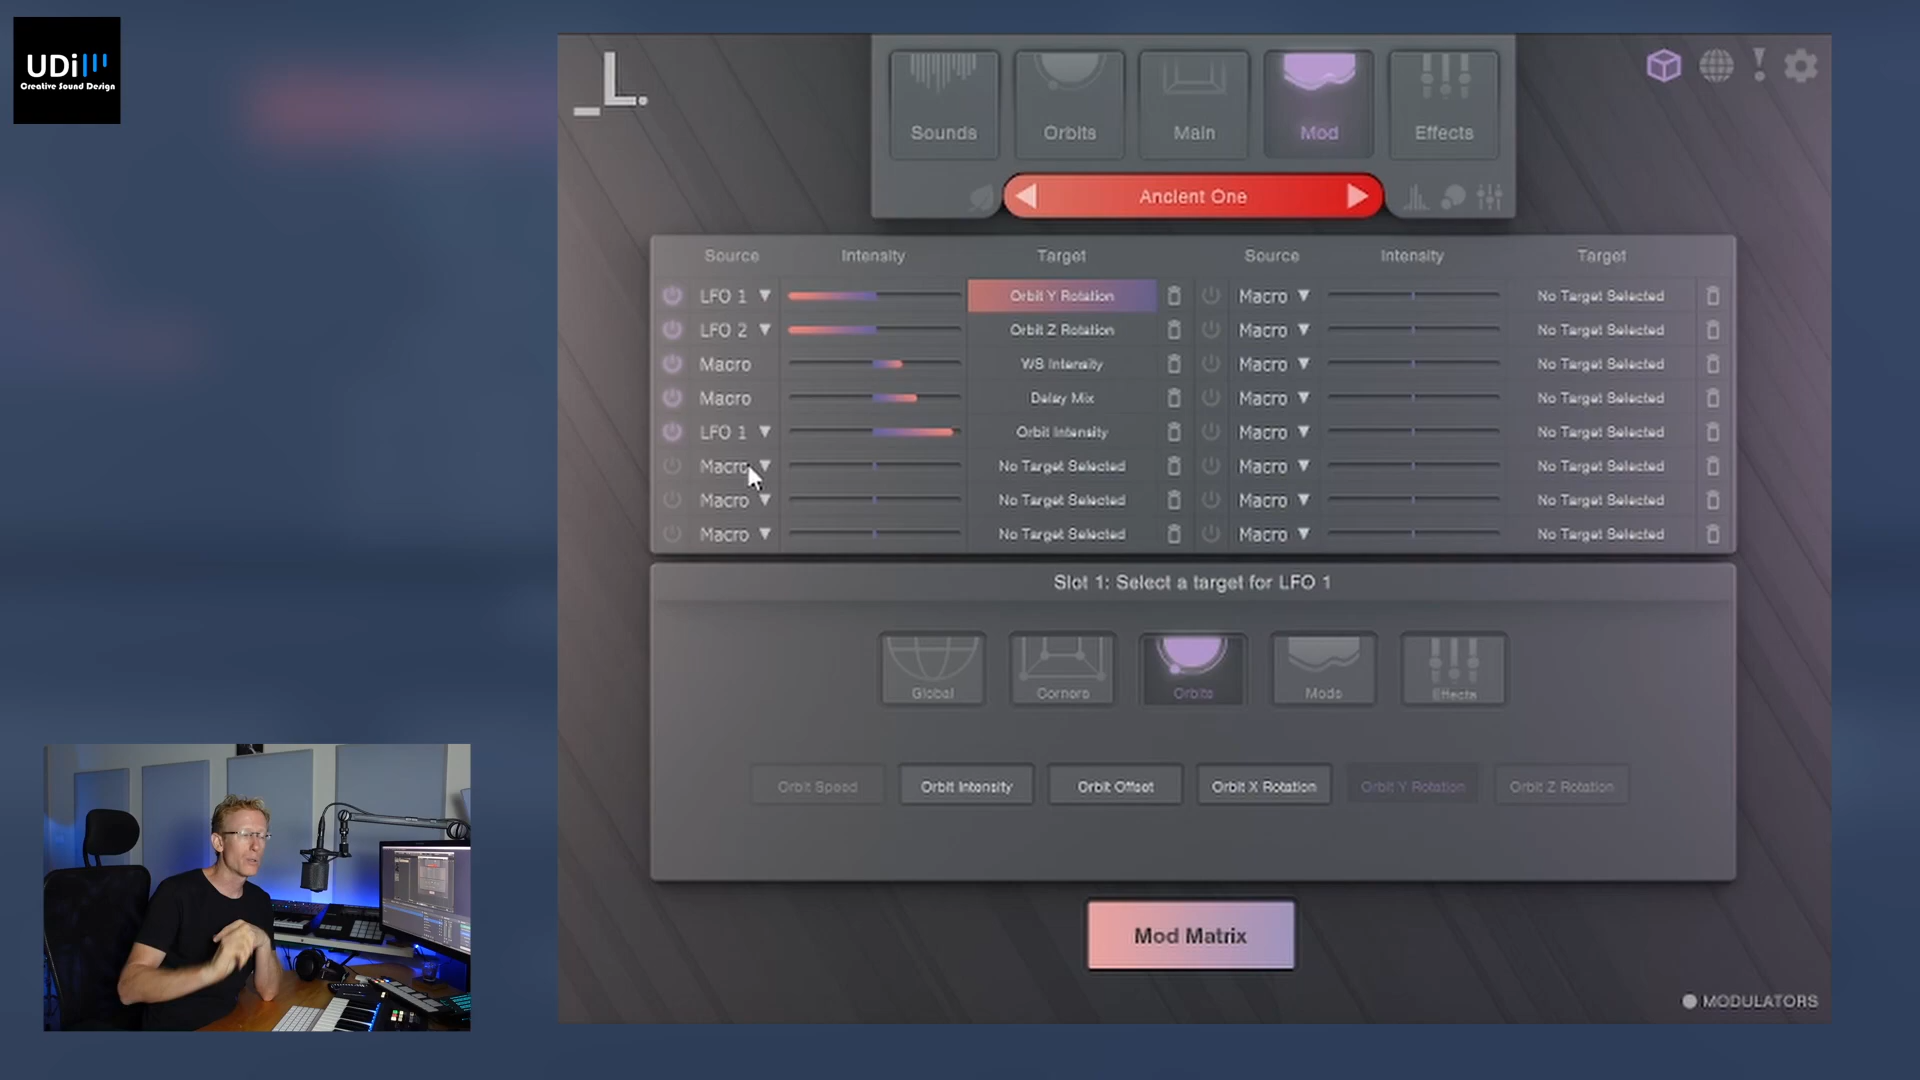 UDi
Creative Sound Design
_L.
Sounds Orbits Main Mod Effects
Ancient One
Source Intensity Target Source Intensity Target
LFO 1 Orbit Y Rotation Macro No Target Selected
LFO 2 Orbit Z Rotation Macro No Target Selected
Macro WS Intensity Macro No Target Selected
Macro Delay Mix Macro No Target Selected
LFO 1 Orbit Intensity Macro No Target Selected
Macro No Target Selected Macro No Target Selected
Macro No Target Selected Macro No Target Selected
Macro No Target Selected Macro No Target Selected
Slot 1: Select a target for LFO 1
Global Corners Orbits Mods Effects
Orbit Speed Orbit Intensity Orbit Offset Orbit X Rotation Orbit Y Rotation Orbit Z Rotation
Mod Matrix
MODULATORS